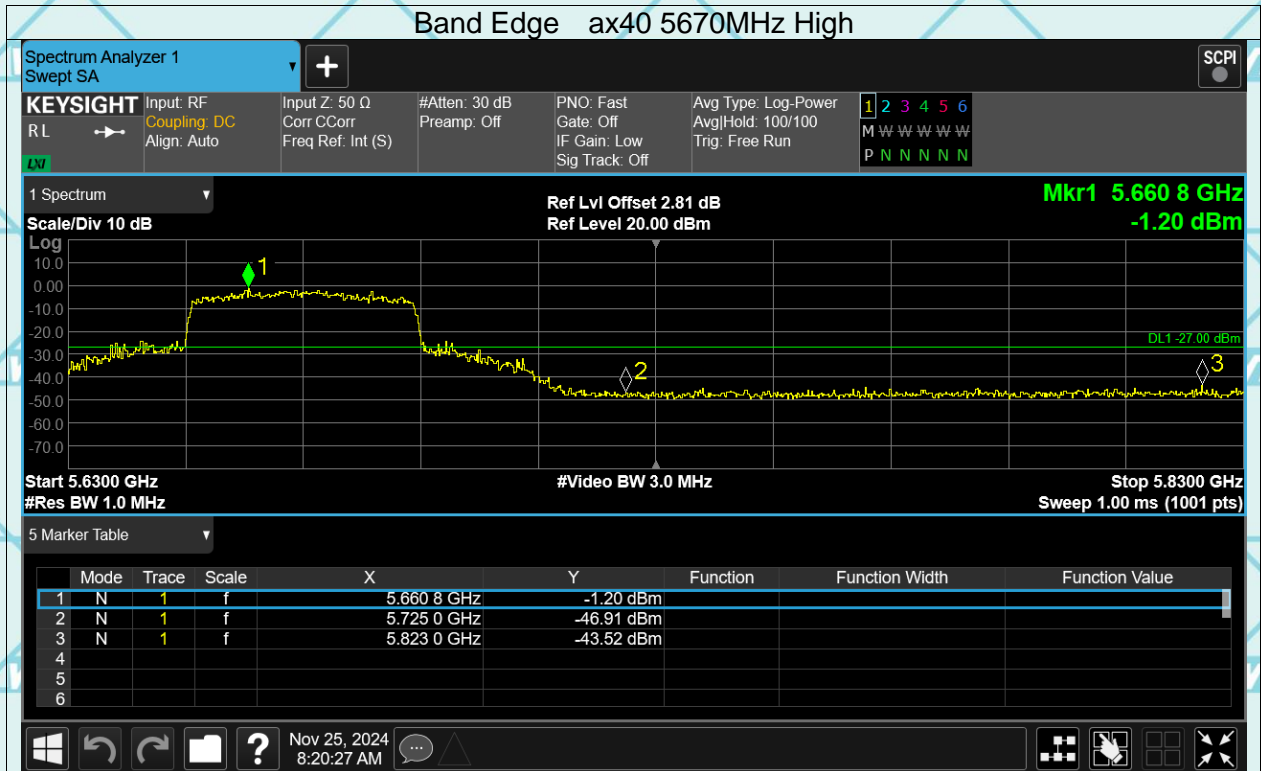 Band Edge ax40 5670MHz High
Spectrum Analyzer 1
Swept SA
+
SCPI
KEYSIGHT
R L
LXI
Input: RF
Coupling: DC
Align: Auto
Input Z: 50 Ω
Corr CCorr
Freq Ref: Int (S)
#Atten: 30 dB
Preamp: Off
PNO: Fast
Gate: Off
IF Gain: Low
Sig Track: Off
Avg Type: Log-Power
Avg|Hold: 100/100
Trig: Free Run
1 2 3 4 5 6
M W W W W W
P N N N N N
1 Spectrum
Scale/Div 10 dB
Ref Lvl Offset 2.81 dB
Ref Level 20.00 dBm
Mkr1 5.660 8 GHz
-1.20 dBm
Log
10.0
0.00
-10.0
-20.0
-30.0
-40.0
-50.0
-60.0
-70.0
1
2
3
DL1 -27.00 dBm
Start 5.6300 GHz
#Res BW 1.0 MHz
#Video BW 3.0 MHz
Stop 5.8300 GHz
Sweep 1.00 ms (1001 pts)
5 Marker Table
Mode Trace Scale X Y Function Function Width Function Value
1 N 1 f 5.660 8 GHz -1.20 dBm
2 N 1 f 5.725 0 GHz -46.91 dBm
3 N 1 f 5.823 0 GHz -43.52 dBm
4
5
6
?
Nov 25, 2024
8:20:27 AM